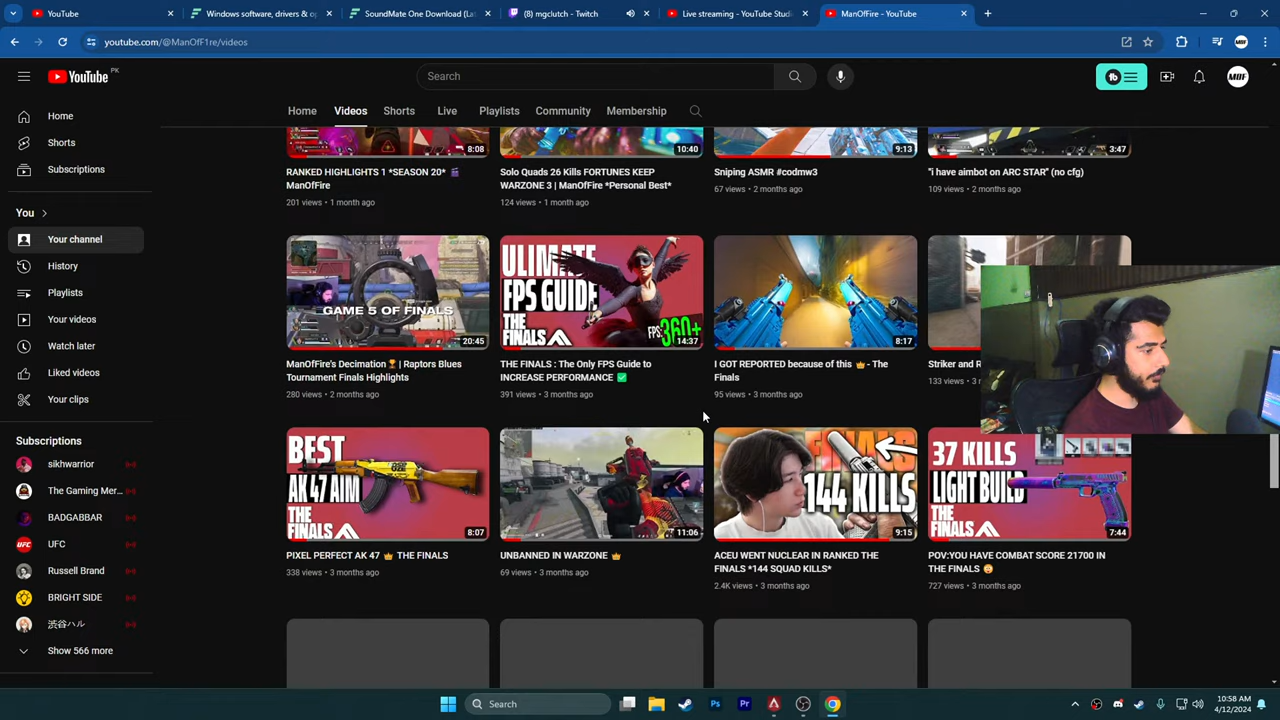 YouTube
Windows software, drivers & op
SoundMate One Download (Lat
(8) mgclutch - Twitch
Live streaming - YouTube Studi
ManOfFire - YouTube
youtube.com/@ManOfF1re/videos
YouTube PK
Search
Home
Shorts
Subscriptions
You
Your channel
History
Playlists
Your videos
Watch later
Liked videos
Your clips
Subscriptions
sikhwarrior
The Gaming Mer...
BADGABBAR
UFC
Russell Brand
BRIGHT SIDE
渋谷ハル
Show 566 more
Home Videos Shorts Live Playlists Community Membership
8:08
RANKED HIGHLIGHTS 1 *SEASON 20*
ManOfFire
201 views • 1 month ago
10:40
Solo Quads 26 Kills FORTUNES KEEP
WARZONE 3 | ManOfFire *Personal Best*
124 views • 1 month ago
9:13
Sniping ASMR #codmw3
67 views • 2 months ago
3:47
"i have aimbot on ARC STAR" (no cfg)
109 views • 2 months ago
GAME 5 OF FINALS
20:45
ManOfFire's Decimation🏆 | Raptors Blues
Tournament Finals Highlights
280 views • 2 months ago
ULIMATE
FPS GUIDE
THE
FINALS
FPS 360+
14:37
THE FINALS : The Only FPS Guide to
INCREASE PERFORMANCE ✅
391 views • 3 months ago
8:17
I GOT REPORTED because of this 👑 - The
Finals
95 views • 3 months ago
Striker and R
133 views • 3 m
BEST
AK 47 AIM
THE
FINALS
8:07
PIXEL PERFECT AK 47 👑 THE FINALS
338 views • 3 months ago
11:06
UNBANNED IN WARZONE 👑
69 views • 3 months ago
FINALS
144 KILLS
9:15
ACEU WENT NUCLEAR IN RANKED THE
FINALS *144 SQUAD KILLS*
2.4K views • 3 months ago
37 KILLS
LIGHT BUILD
THE
FINALS
7:44
POV:YOU HAVE COMBAT SCORE 21700 IN
THE FINALS 🤯
727 views • 3 months ago
Search
10:58 AM
4/12/2024